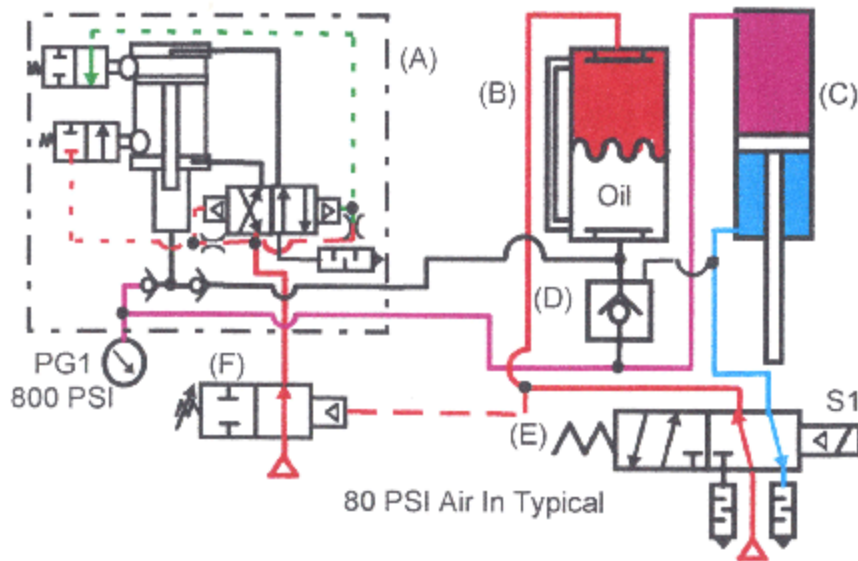 (A)
(B)
(C)
Oil
(D)
PG1
800 PSI
(F)
(E)
S1
80 PSI Air In Typical